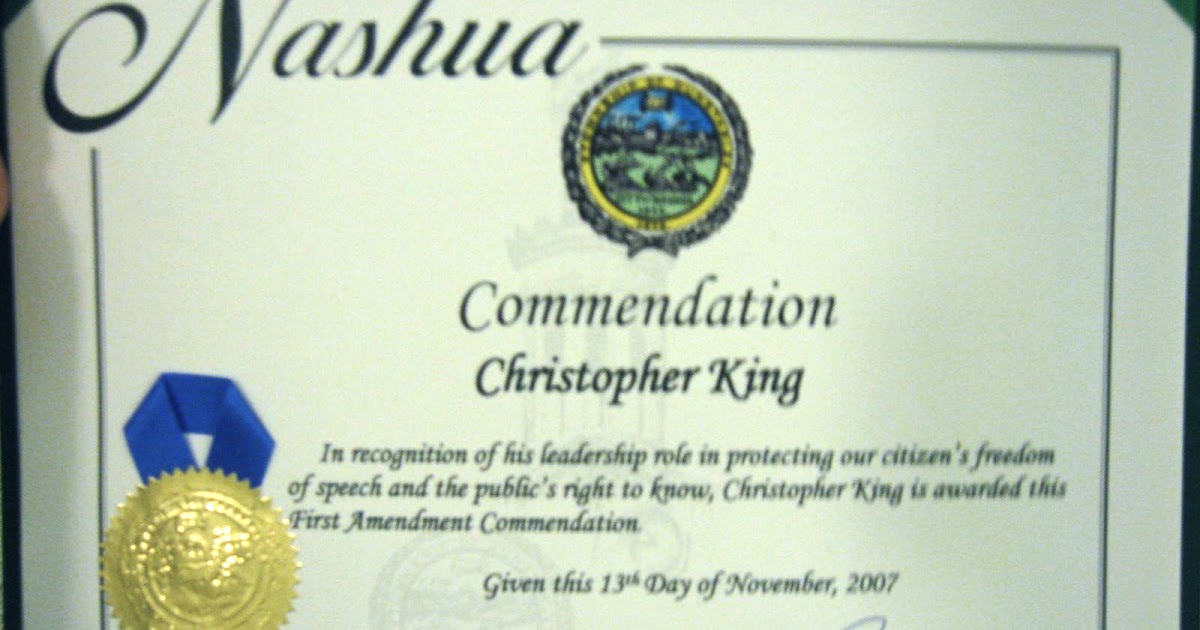 Nashua
Commendation
Christopher King
In recognition of his leadership role in protecting our citizen's freedom
of speech and the public's right to know, Christopher King is awarded this
First Amendment Commendation
Given this 13th Day of November, 2007